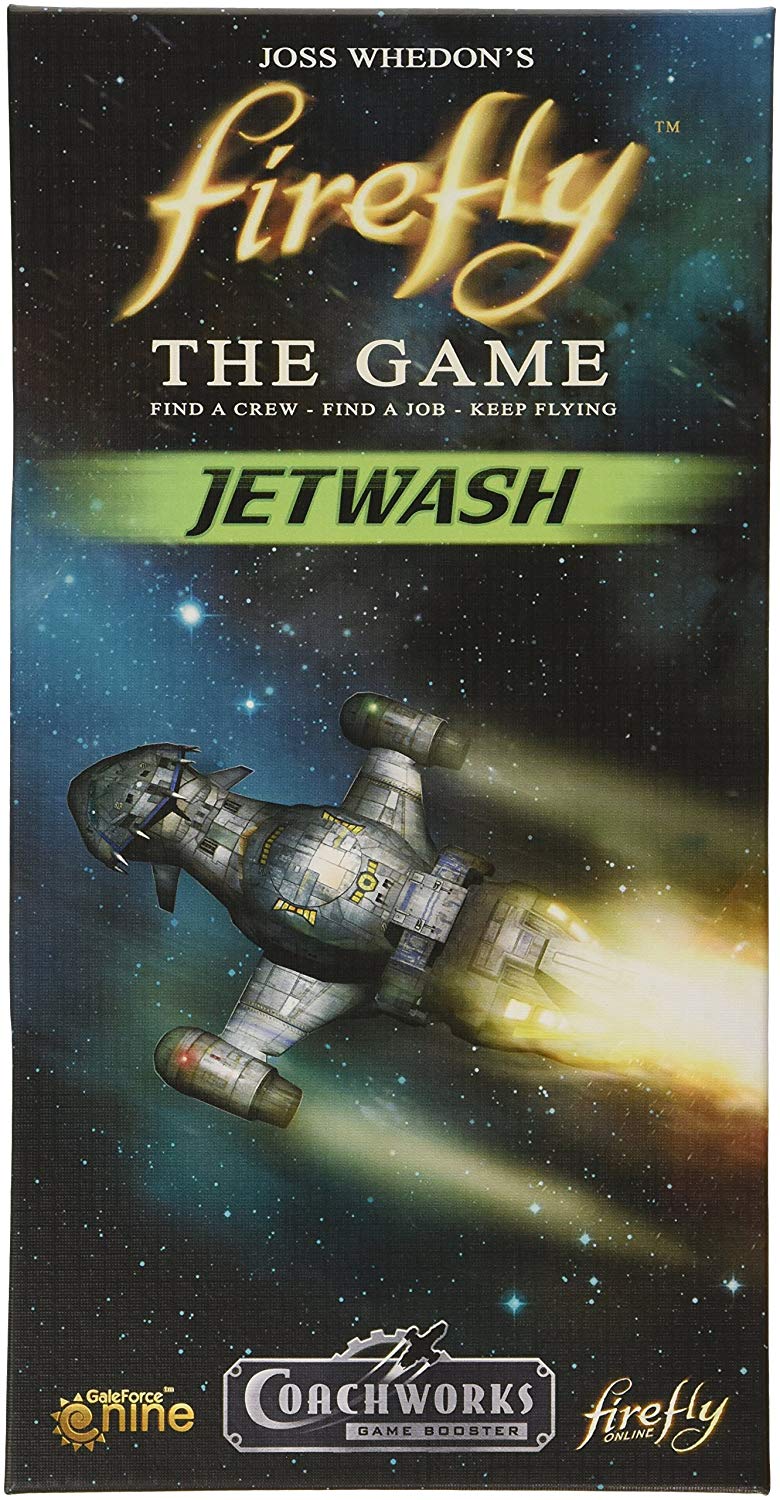 JOSS WHEDON'S
firefly™
THE GAME
FIND A CREW - FIND A JOB - KEEP FLYING
JETWASH
GaleForce™
nine
COACHWORKS
GAME BOOSTER
firefly
ONLINE